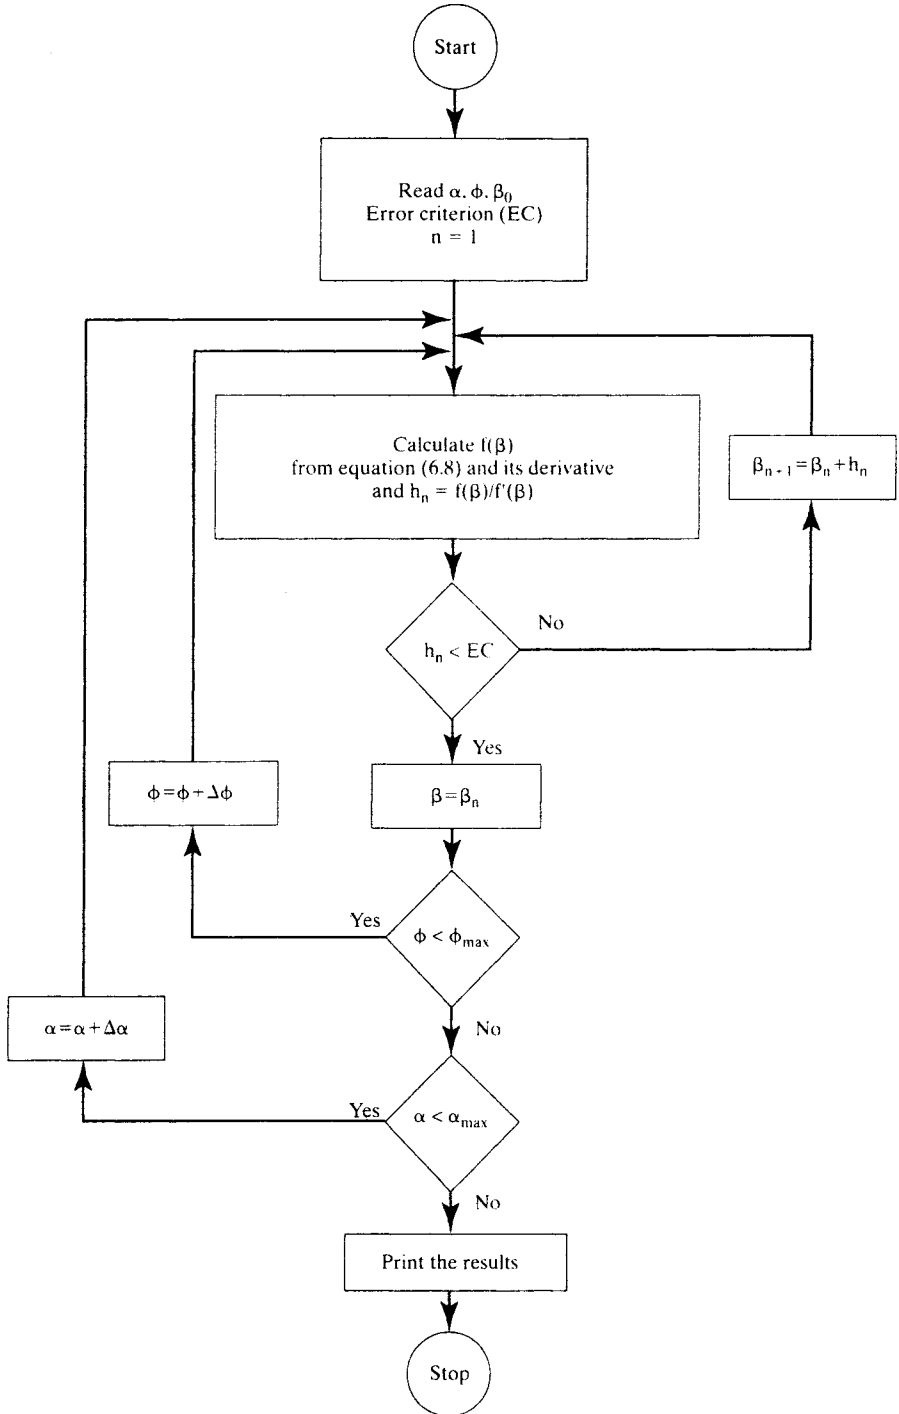 Start
Read α. φ. β₀
Error criterion (EC)
n = 1
Calculate f(β)
from equation (6.8) and its derivative
and hₙ = f(β)/f'(β)
βₙ₊₁=βₙ+hₙ
hₙ < EC
No
Yes
β=βₙ
φ=φ+Δφ
Yes
φ < φₘₐₓ
No
α=α+Δα
Yes
α < αₘₐₓ
No
Print the results
Stop